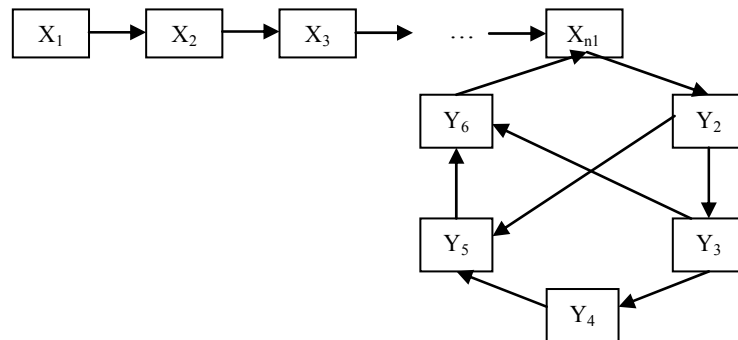 X₁ X₂ X₃ … Xₙ₁
Y₆ Y₂
Y₅ Y₃
Y₄